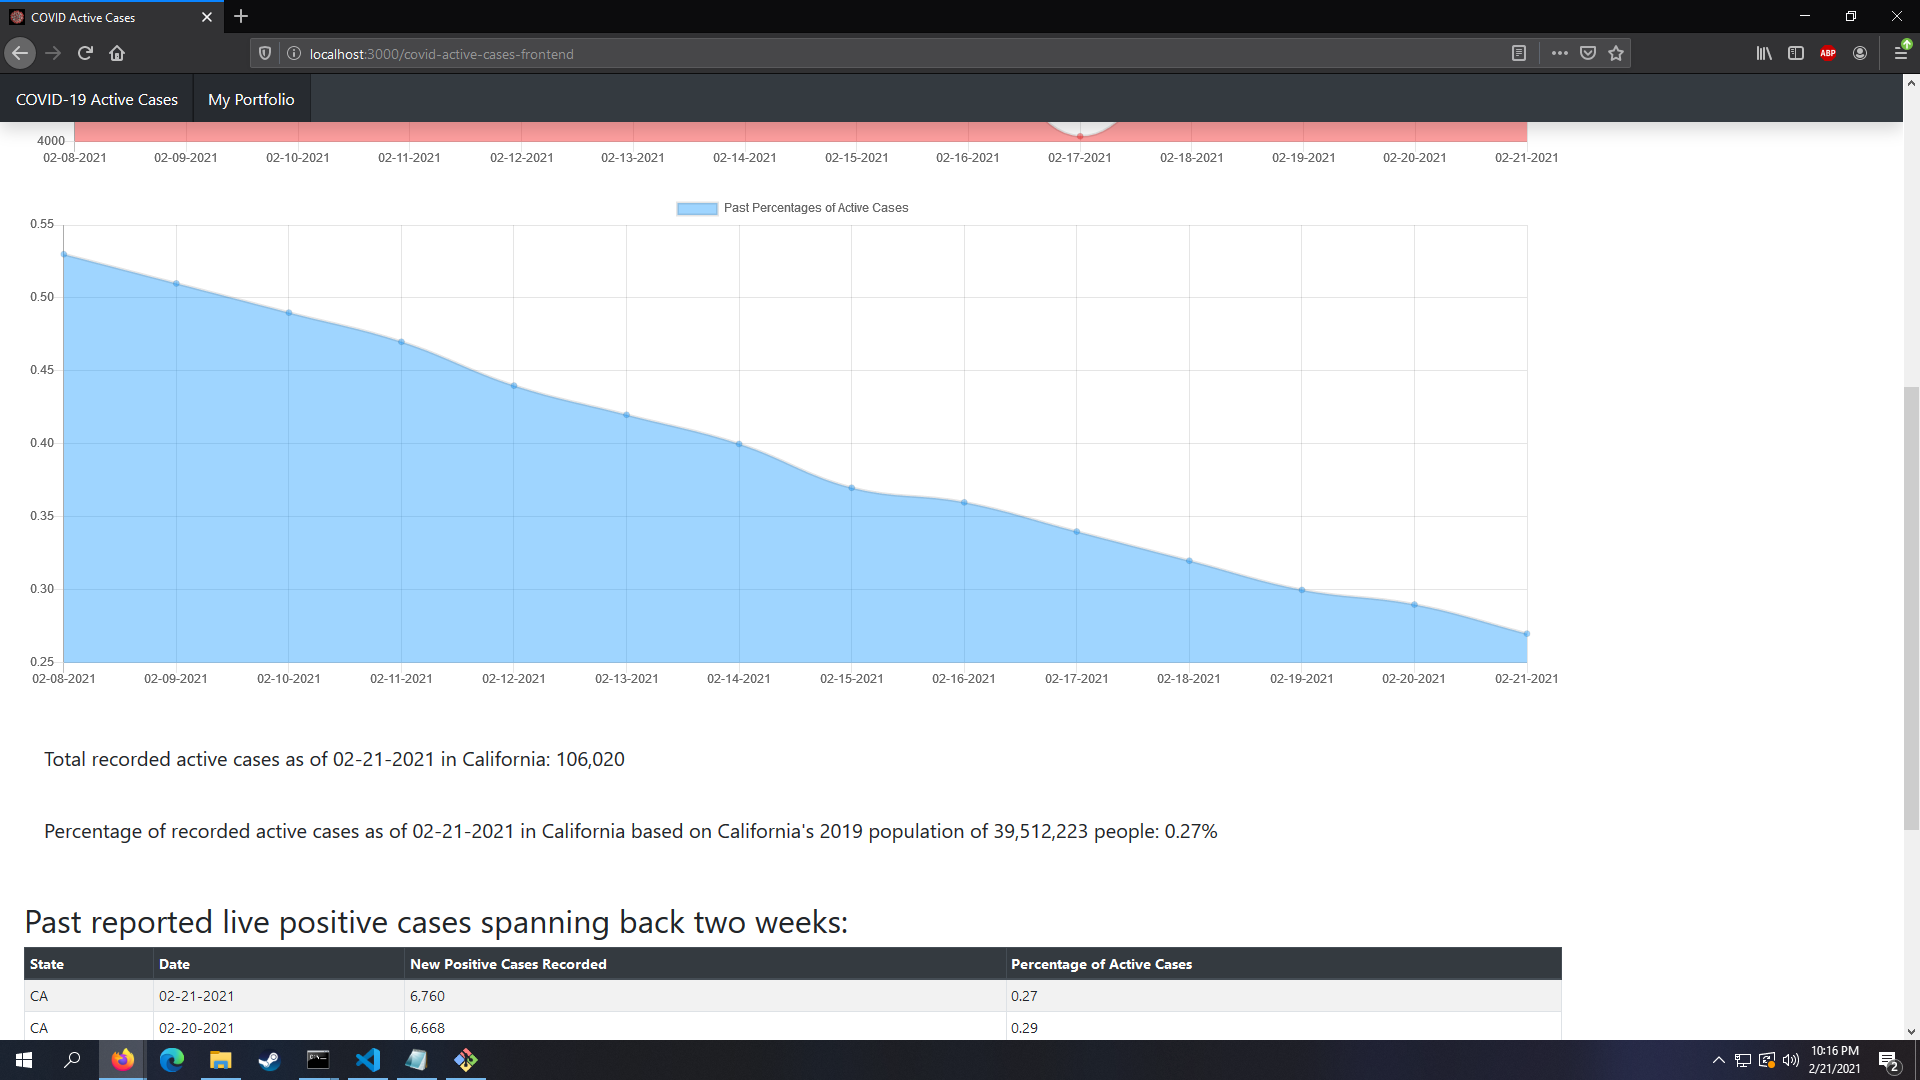 COVID Active Cases
localhost:3000/covid-active-cases-frontend
ABP
COVID-19 Active Cases
My Portfolio
4000
02-08-2021 02-09-2021 02-10-2021 02-11-2021 02-12-2021 02-13-2021 02-14-2021 02-15-2021 02-16-2021 02-17-2021 02-18-2021 02-19-2021 02-20-2021 02-21-2021
Past Percentages of Active Cases
0.55
0.50
0.45
0.40
0.35
0.30
0.25
02-08-2021 02-09-2021 02-10-2021 02-11-2021 02-12-2021 02-13-2021 02-14-2021 02-15-2021 02-16-2021 02-17-2021 02-18-2021 02-19-2021 02-20-2021 02-21-2021
Total recorded active cases as of 02-21-2021 in California: 106,020
Percentage of recorded active cases as of 02-21-2021 in California based on California's 2019 population of 39,512,223 people: 0.27%
Past reported live positive cases spanning back two weeks:
State Date New Positive Cases Recorded Percentage of Active Cases
CA 02-21-2021 6,760 0.27
CA 02-20-2021 6,668 0.29
10:16 PM
2/21/2021
2